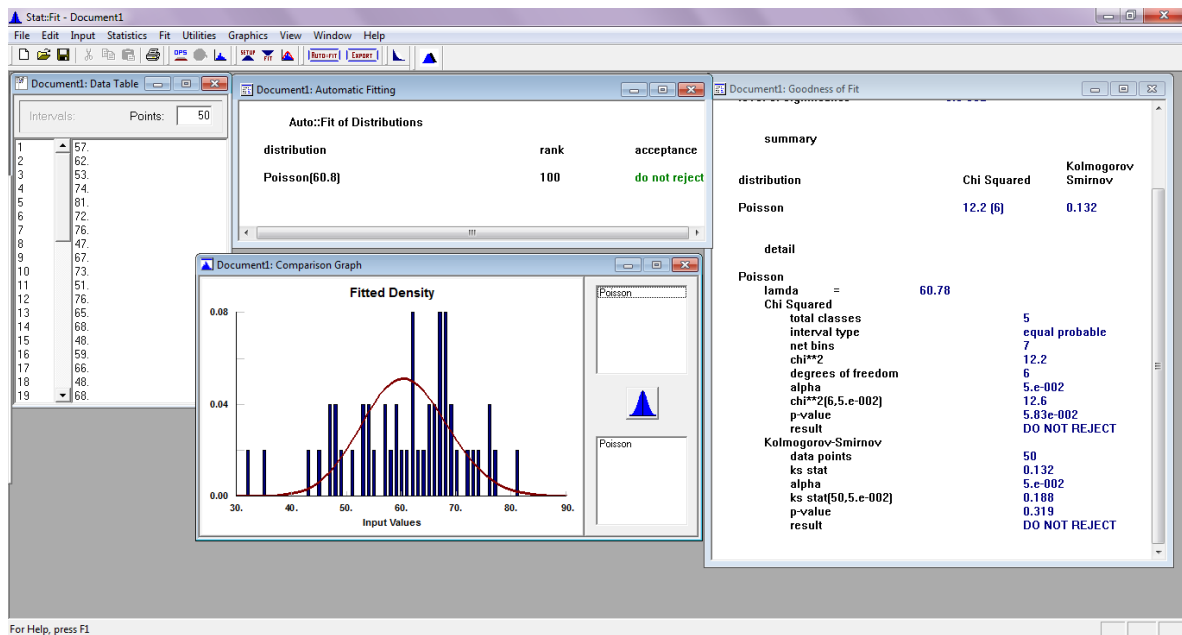 Stat::Fit - Document1
File Edit Input Statistics Fit Utilities Graphics View Window Help
OPS
SETUP
FIT
AUTO-FIT
EXPORT
Document1: Data Table
Intervals: Points: 50
1 57.
2 62.
3 53.
4 74.
5 81.
6 72.
7 76.
8 47.
9 67.
10 73.
11 51.
12 76.
13 65.
14 68.
15 48.
16 59.
17 66.
18 48.
19 68.
Document1: Automatic Fitting
Auto::Fit of Distributions
distribution rank acceptance
Poisson(60.8) 100 do not reject
Document1: Comparison Graph
Fitted Density
0.08
0.04
0.00
30. 40. 50. 60. 70. 80. 90.
Input Values
Poisson
Poisson
Document1: Goodness of Fit
summary
distribution Chi Squared Kolmogorov Smirnov
Poisson 12.2 (6) 0.132
detail
Poisson
lamda = 60.78
Chi Squared
total classes 5
interval type equal probable
net bins 7
chi**2 12.2
degrees of freedom 6
alpha 5.e-002
chi**2(6,5.e-002) 12.6
p-value 5.83e-002
result DO NOT REJECT
Kolmogorov-Smirnov
data points 50
ks stat 0.132
alpha 5.e-002
ks stat(50,5.e-002) 0.188
p-value 0.319
result DO NOT REJECT
For Help, press F1